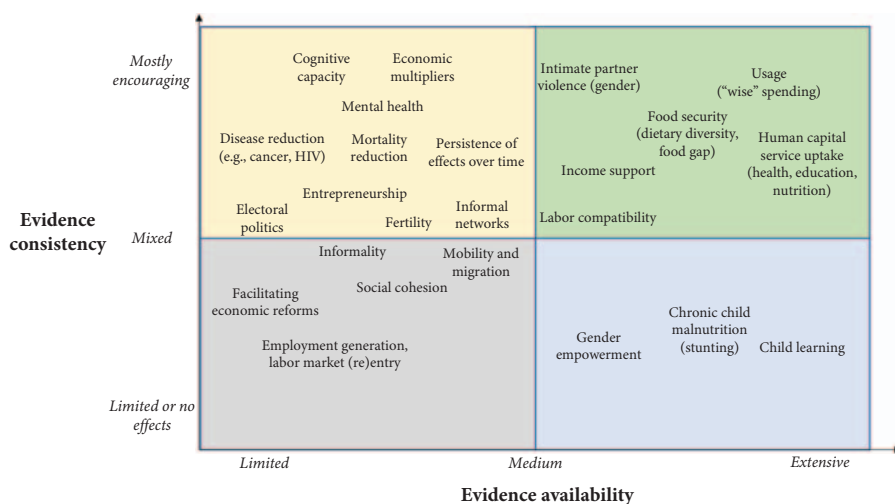 Mostly
encouraging
Cognitive
capacity
Economic
multipliers
Mental health
Disease reduction
(e.g., cancer, HIV)
Mortality
reduction
Persistence of
effects over time
Entrepreneurship
Electoral
politics
Fertility
Informal
networks
Intimate partner
violence (gender)
Usage
(“wise” spending)
Food security
(dietary diversity,
food gap)
Human capital
service uptake
(health, education,
nutrition)
Income support
Labor compatibility
Evidence
consistency
Mixed
Informality
Mobility and
migration
Social cohesion
Facilitating
economic reforms
Employment generation,
labor market (re)entry
Gender
empowerment
Chronic child
malnutrition
(stunting)
Child learning
Limited or no
effects
Limited
Medium
Extensive
Evidence availability